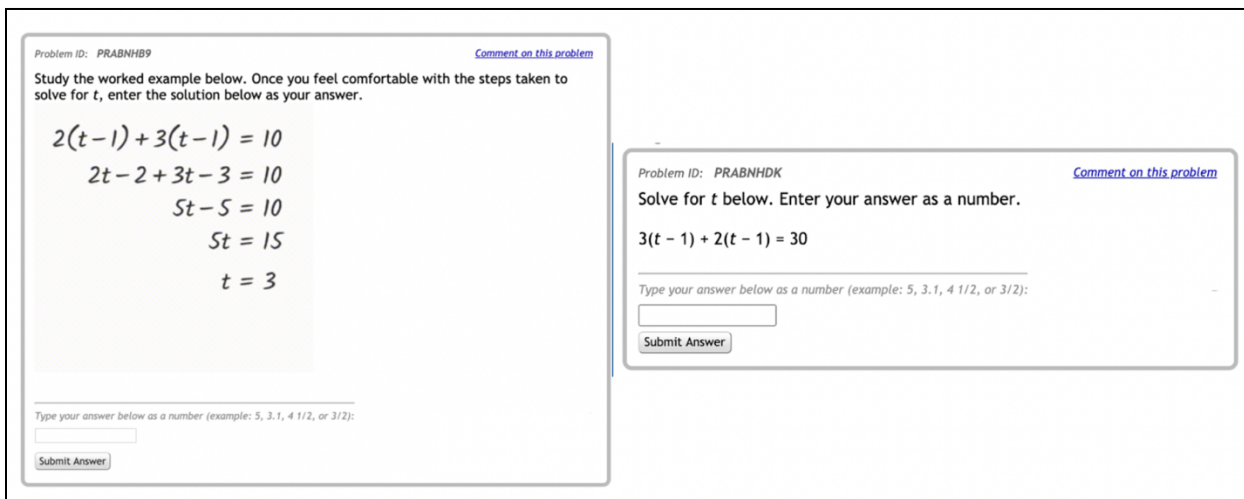 Problem ID: PRABNHB9
Comment on this problem
Study the worked example below. Once you feel comfortable with the steps taken to
solve for t, enter the solution below as your answer.
2(t-1)+3(t-1) = 10
2t-2+3t-3 = 10
5t-5 = 10
5t = 15
t = 3
Type your answer below as a number (example: 5, 3.1, 4 1/2, or 3/2):
Submit Answer
Problem ID: PRABNHDK
Comment on this problem
Solve for t below. Enter your answer as a number.
3(t − 1) + 2(t − 1) = 30
Type your answer below as a number (example: 5, 3.1, 4 1/2, or 3/2):
Submit Answer